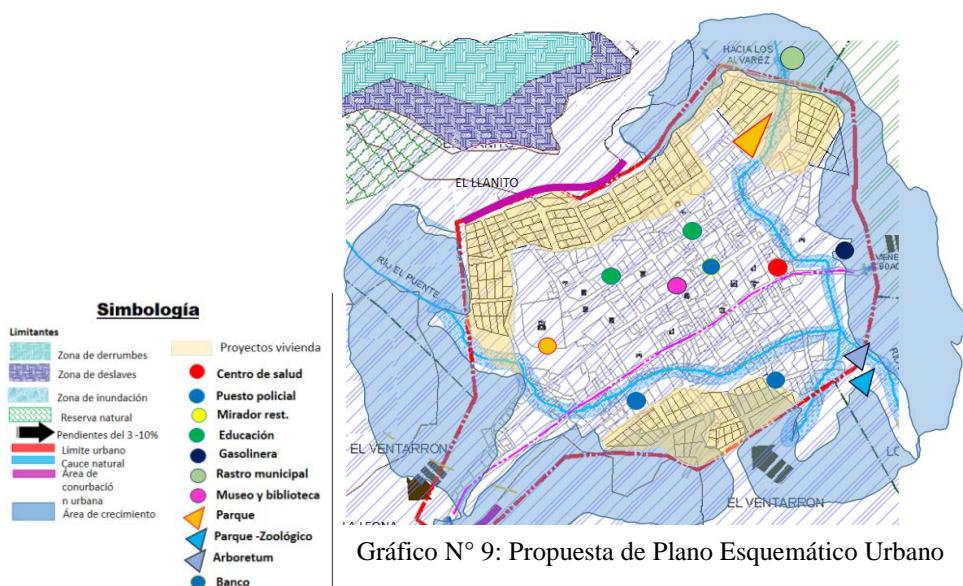 HACIA LOS
ALVAREZ
EL LLANITO
RÍO EL PUENTE
EL VENTARRON
EL VENTARRON
Simbología
Limitantes
Zona de derrumbes
Zona de deslaves
Zona de inundación
Reserva natural
Pendientes del 3 -10%
Limite urbano
Cauce natural
Área de
conurbació
n urbana
Área de crecimiento
Proyectos vivienda
Centro de salud
Puesto policial
Mirador rest.
Educación
Gasolinera
Rastro municipal
Museo y biblioteca
Parque
Parque -Zoológico
Arboretum
Banco
Gráfico N° 9: Propuesta de Plano Esquemático Urbano